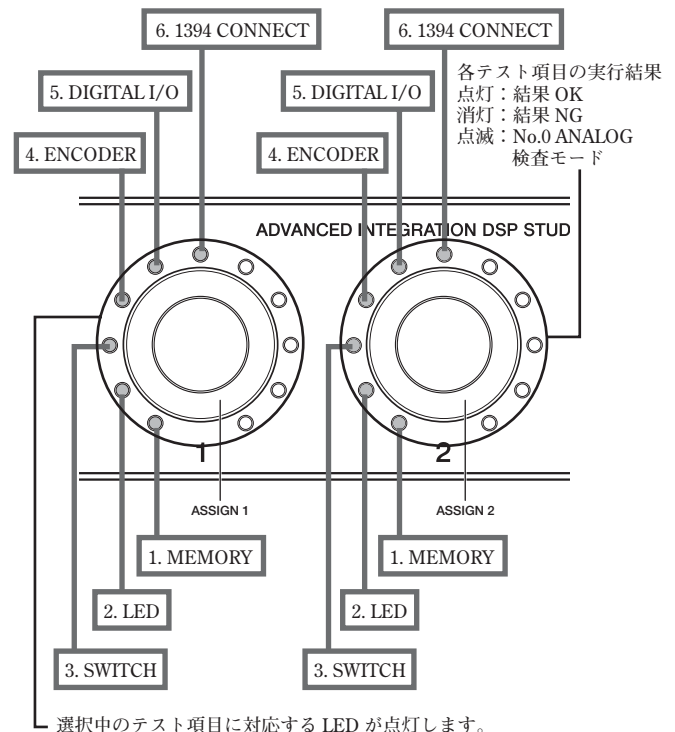 6. 1394 CONNECT
6. 1394 CONNECT
各テスト項目の実行結果
点灯：結果 OK
消灯：結果 NG
点滅：No.0 ANALOG
検査モード
5. DIGITAL I/O
5. DIGITAL I/O
4. ENCODER
4. ENCODER
ADVANCED INTEGRATION DSP STUD
1
2
ASSIGN 1
ASSIGN 2
1. MEMORY
1. MEMORY
2. LED
2. LED
3. SWITCH
3. SWITCH
選択中のテスト項目に対応する LED が点灯します。